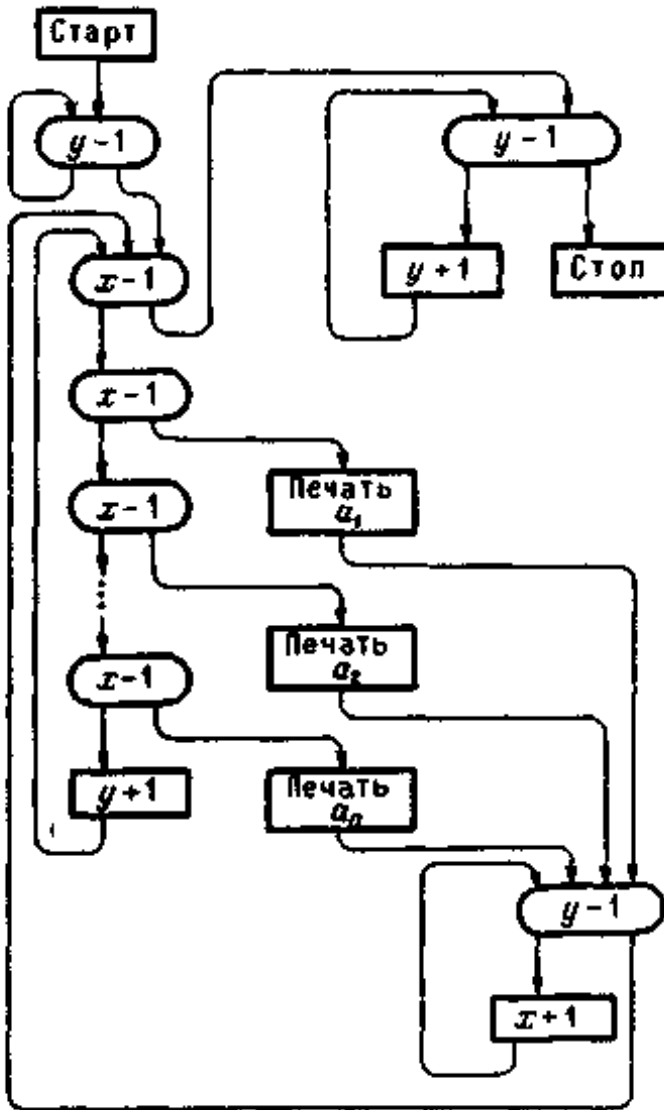 Старт
y - 1
y - 1
x - 1
y + 1
Стоп
x - 1
x - 1
Печать
a₁
⋮
x - 1
Печать
a₂
y + 1
Печать
aₙ
y - 1
x + 1